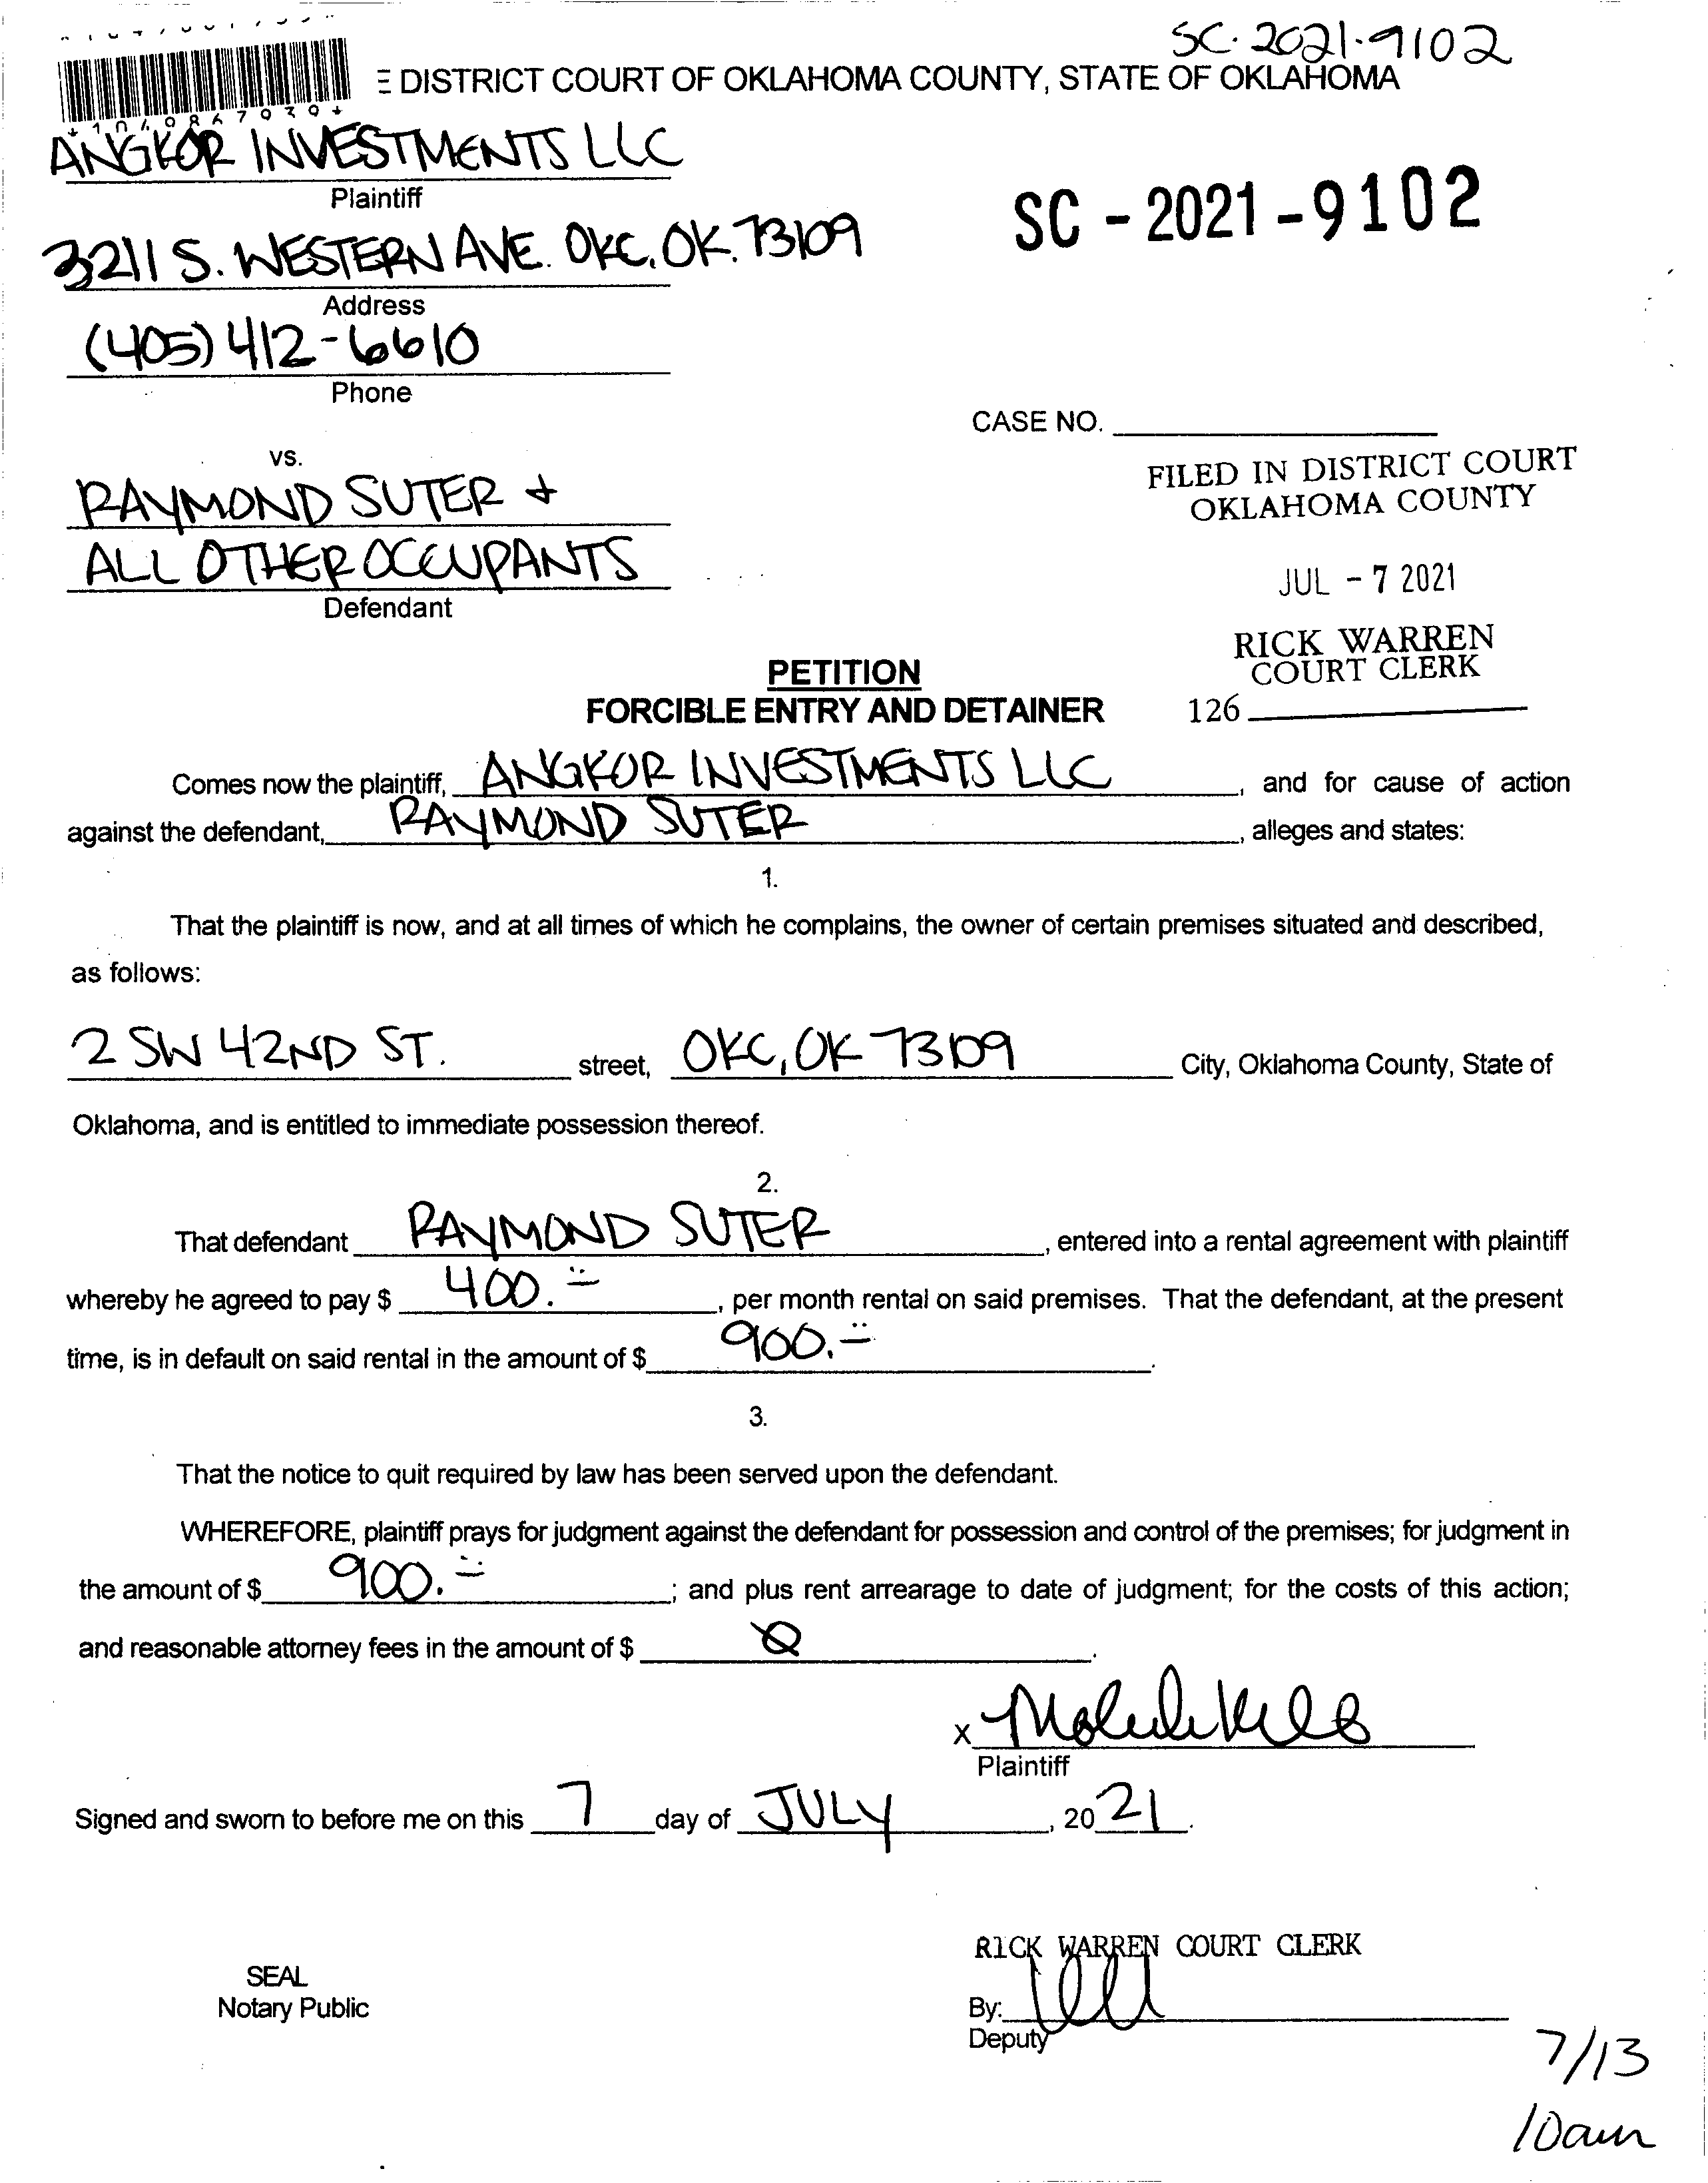 SC-2021-9102
E DISTRICT COURT OF OKLAHOMA COUNTY, STATE OF OKLAHOMA
ANGKOR INVESTMENTS LLC
Plaintiff
SC - 2021 - 9102
3211 S. WESTERN AVE. OKC, OK. 73109
Address
(405) 412-6610
Phone
CASE NO.
vs.
FILED IN DISTRICT COURT
OKLAHOMA COUNTY
RAYMOND SUTER +
ALL OTHER OCCUPANTS
Defendant
JUL - 7 2021
RICK WARREN
COURT CLERK
126
PETITION
FORCIBLE ENTRY AND DETAINER
Comes now the plaintiff, ANGKOR INVESTMENTS LLC, and for cause of action
against the defendant, RAYMOND SUTER, alleges and states:
1.
That the plaintiff is now, and at all times of which he complains, the owner of certain premises situated and described,
as follows:
2 SW 42ND ST. street, OKC, OK 73109 City, Oklahoma County, State of
Oklahoma, and is entitled to immediate possession thereof.
2.
That defendant RAYMOND SUTER, entered into a rental agreement with plaintiff
whereby he agreed to pay $ 400.-, per month rental on said premises. That the defendant, at the present
time, is in default on said rental in the amount of $ 900.-.
3.
That the notice to quit required by law has been served upon the defendant.
WHEREFORE, plaintiff prays for judgment against the defendant for possession and control of the premises; for judgment in
the amount of $ 900.-; and plus rent arrearage to date of judgment; for the costs of this action;
and reasonable attorney fees in the amount of $ Ø.
X
Plaintiff
Signed and sworn to before me on this 7 day of JULY, 2021.
RICK WARREN COURT CLERK
SEAL
Notary Public
By:
Deputy
7/13
10am